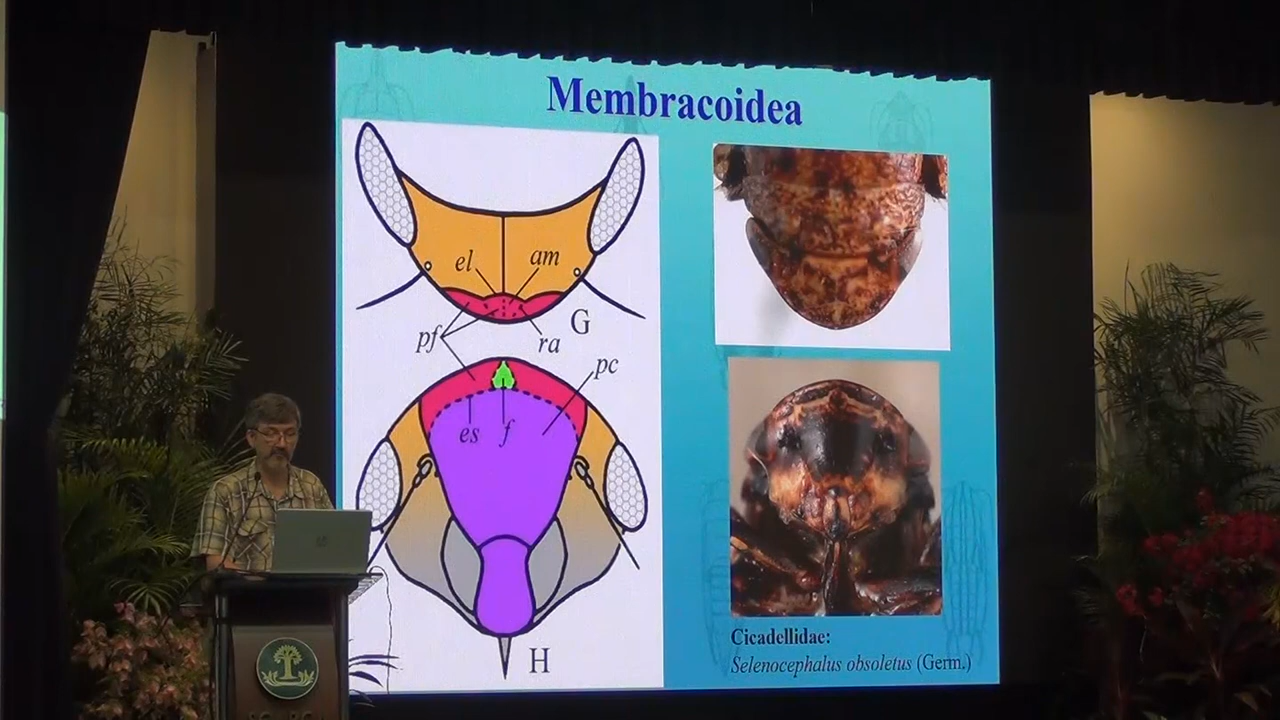 Membracoidea
el am
G
pf ra
pc
es f
H
Cicadellidae:
Selenocephalus obsoletus (Germ.)